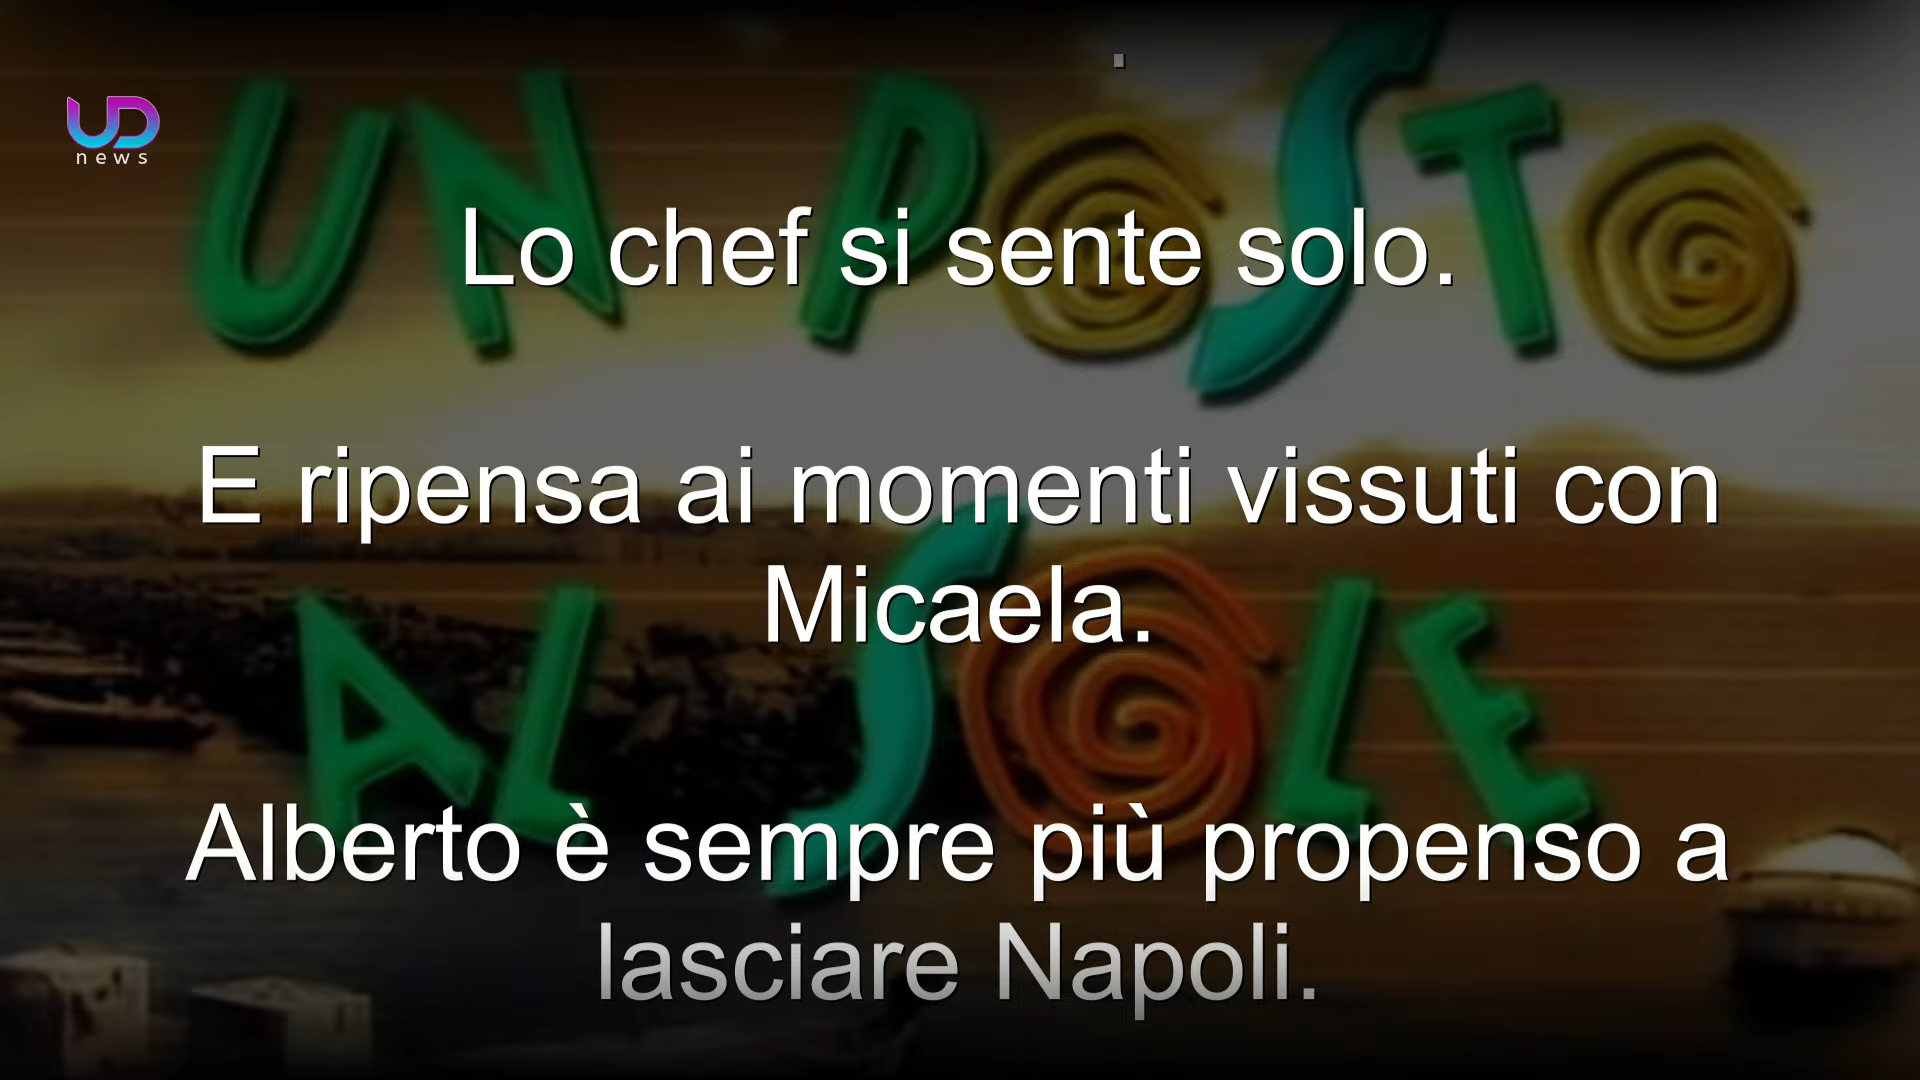 .
UD
news
UN POSTO
Lo chef si sente solo.
E ripensa ai momenti vissuti con
Micaela.
AL SOLE
Alberto è sempre più propenso a
lasciare Napoli.